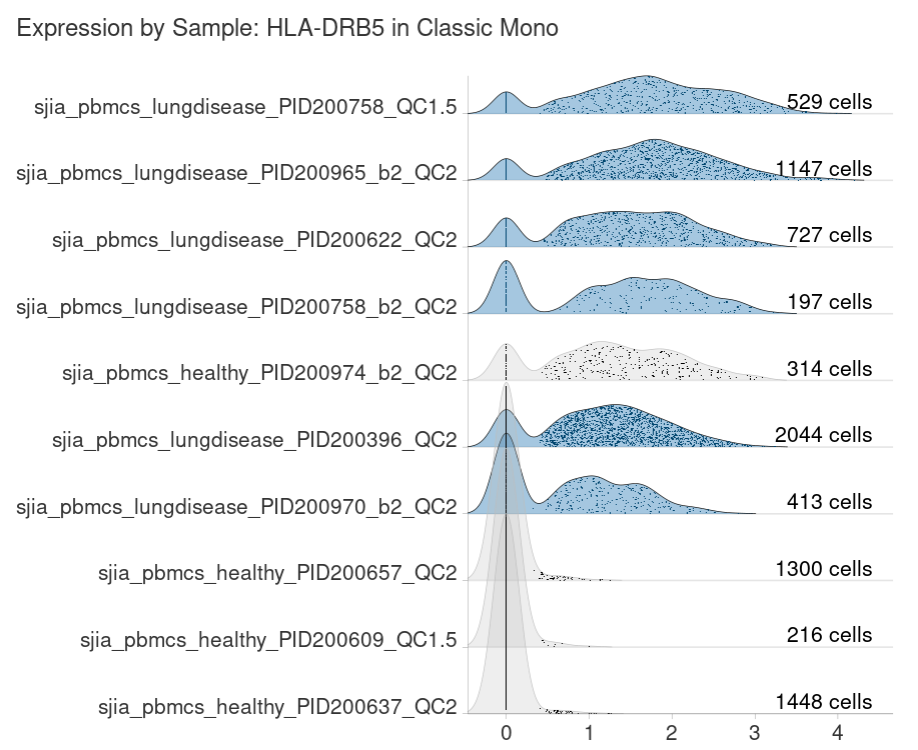 Expression by Sample: HLA-DRB5 in Classic Mono
sjia_pbmcs_lungdisease_PID200758_QC1.5 529 cells
sjia_pbmcs_lungdisease_PID200965_b2_QC2 1147 cells
sjia_pbmcs_lungdisease_PID200622_QC2 727 cells
sjia_pbmcs_lungdisease_PID200758_b2_QC2 197 cells
sjia_pbmcs_healthy_PID200974_b2_QC2 314 cells
sjia_pbmcs_lungdisease_PID200396_QC2 2044 cells
sjia_pbmcs_lungdisease_PID200970_b2_QC2 413 cells
sjia_pbmcs_healthy_PID200657_QC2 1300 cells
sjia_pbmcs_healthy_PID200609_QC1.5 216 cells
sjia_pbmcs_healthy_PID200637_QC2 1448 cells
0 1 2 3 4